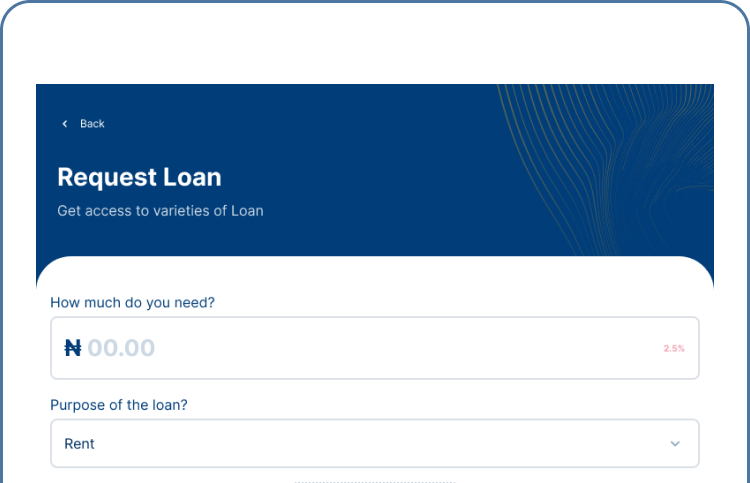 Back
Request Loan
Get access to varieties of Loan
How much do you need?
₦ 00.00 2.5%
Purpose of the loan?
Rent